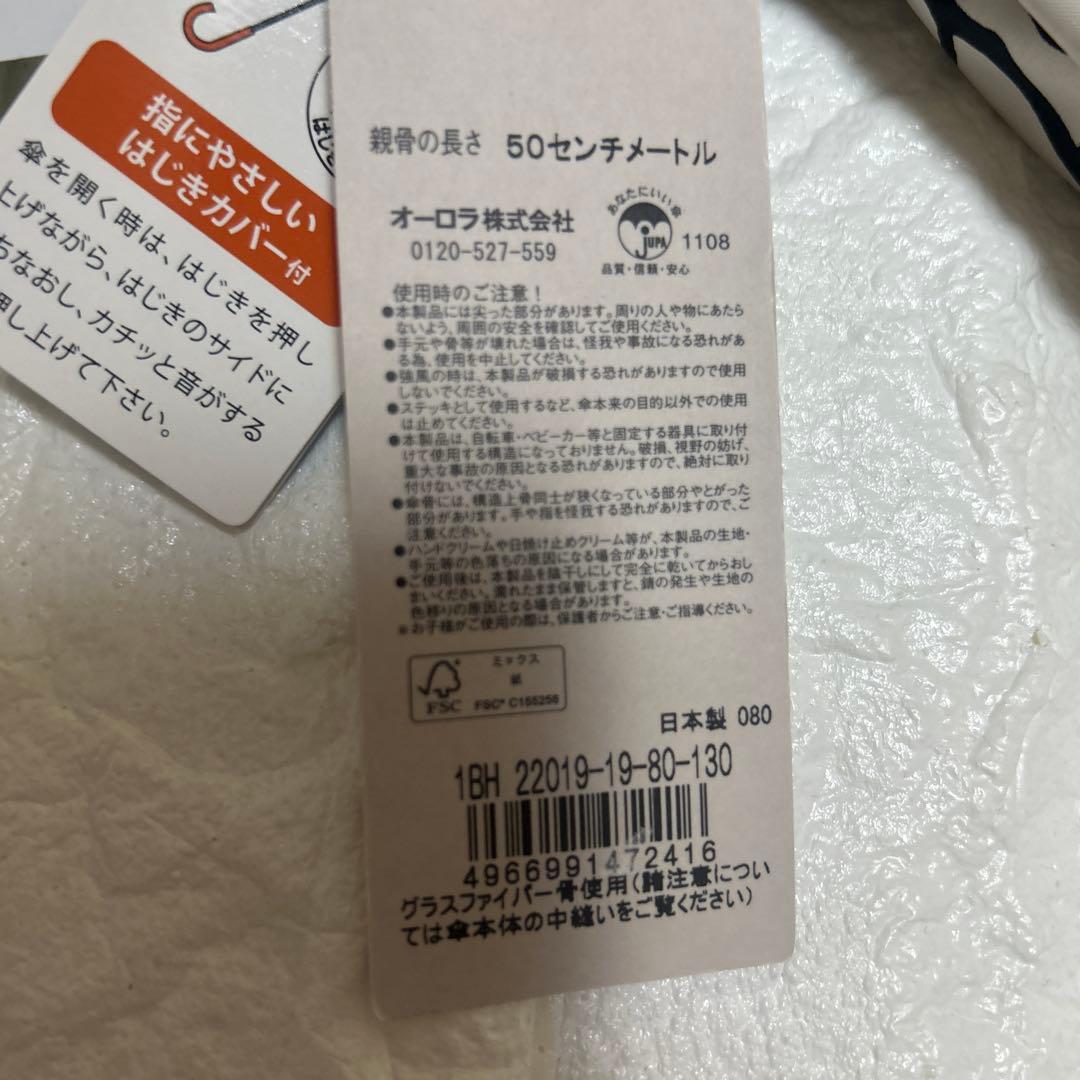 指にやさしい
はじきカバー付
傘を開く時は、はじきを押し
上げながら、はじきのサイドに
ちなおし、カチッと音がする
押し上げて下さい。
親骨の長さ 50センチメートル
オーロラ株式会社
0120-527-559
あなたにいい傘
JUPA
1108
品質・信頼・安心
使用時のご注意！
●本製品には尖った部分があります。周りの人や物にあたら
ないよう、周囲の安全を確認してご使用ください。
●手元や骨等が壊れた場合は、怪我や事故になる恐れがあ
る為、使用を中止してください。
●強風の時は、本製品が破損する恐れがありますので使用
しないでください。
●ステッキとして使用するなど、傘本来の目的以外での使用
は止めてください。
●本製品は、自転車・ベビーカー等と固定する器具に取り付
けて使用する構造になっておりません。破損、視野の妨げ、
重大な事故の原因となる恐れがありますので、絶対に取り
付けないでください。
●傘骨には、構造上骨同士が狭くなっている部分やとがった
部分があります。手や指を怪我する恐れがありますので、ご
注意ください。
●ハンドクリームや日焼け止めクリーム等が、本製品の生地・
手元等の色落ちの原因になる場合があります。
●ご使用後は、本製品を陰干しにして完全に乾いてからおし
まいください。濡れたまま保管しますと、錆の発生や生地の
色移りの原因となる場合があります。
※お子様がご使用の際は、保護者からご注意・ご指導ください。
FSC
ミックス
紙
FSC® C155256
日本製 080
1BH 22019-19-80-130
4966991472416
グラスファイバー骨使用（諸注意につい
ては傘本体の中縫いをご覧ください）